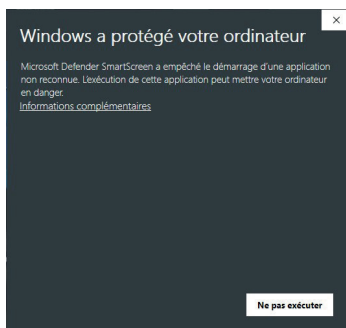 Windows a protégé votre ordinateur
Microsoft Defender SmartScreen a empêché le démarrage d'une application
non reconnue. L'exécution de cette application peut mettre votre ordinateur
en danger.
Informations complémentaires
Ne pas exécuter